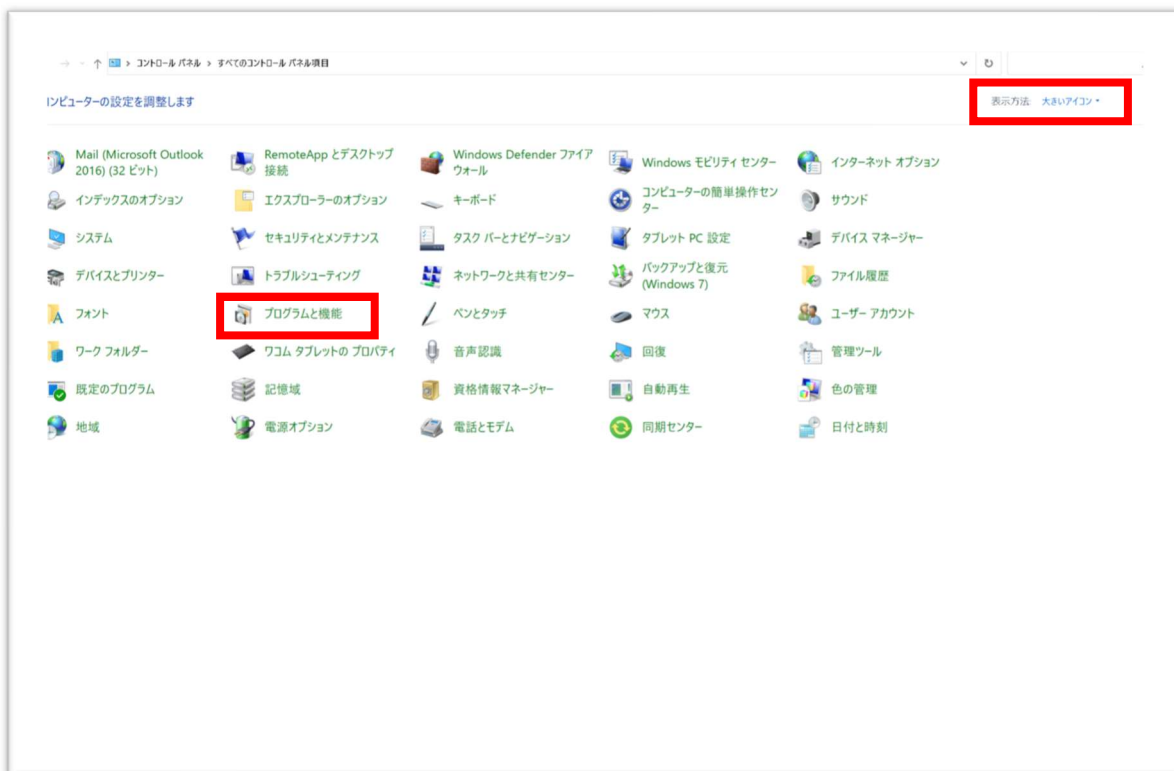 コントロール パネル > すべてのコントロール パネル項目
コンピューターの設定を調整します
表示方法: 大きいアイコン
Mail (Microsoft Outlook
2016) (32 ビット)
RemoteApp とデスクトップ
接続
Windows Defender ファイア
ウォール
Windows モビリティ センター
インターネット オプション
インデックスのオプション
エクスプローラーのオプション
キーボード
コンピューターの簡単操作セン
ター
サウンド
システム
セキュリティとメンテナンス
タスク バーとナビゲーション
タブレット PC 設定
デバイス マネージャー
デバイスとプリンター
トラブルシューティング
ネットワークと共有センター
バックアップと復元
(Windows 7)
ファイル履歴
フォント
プログラムと機能
ペンとタッチ
マウス
ユーザー アカウント
ワーク フォルダー
ワコム タブレットの プロパティ
音声認識
回復
管理ツール
既定のプログラム
記憶域
資格情報マネージャー
自動再生
色の管理
地域
電源オプション
電話とモデム
同期センター
日付と時刻